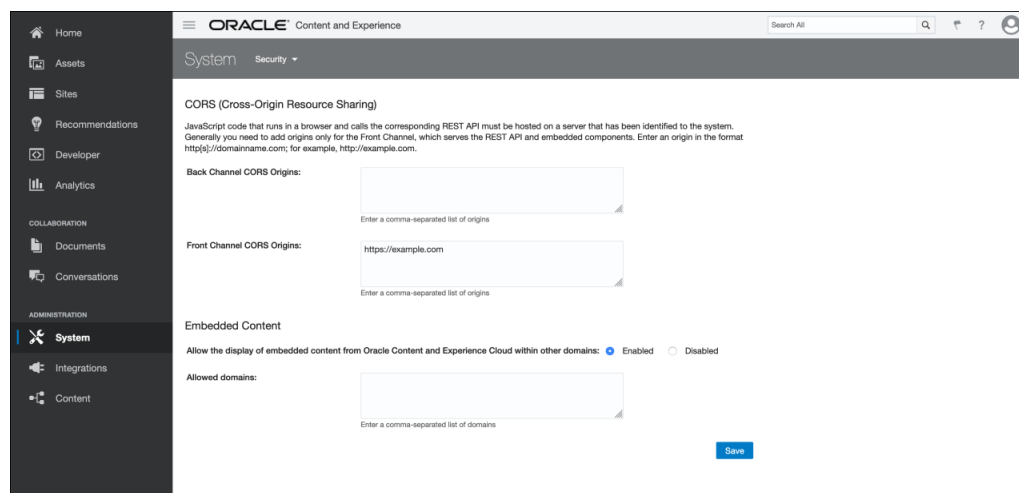 Home
Assets
Sites
Recommendations
Developer
Analytics
COLLABORATION
Documents
Conversations
ADMINISTRATION
System
Integrations
Content
ORACLE® Content and Experience
Search All
?
System Security
CORS (Cross-Origin Resource Sharing)
JavaScript code that runs in a browser and calls the corresponding REST API must be hosted on a server that has been identified to the system.
Generally you need to add origins only for the Front Channel, which serves the REST API and embedded components. Enter an origin in the format
http[s]://domainname.com; for example, http://example.com.
Back Channel CORS Origins:
Enter a comma-separated list of origins
Front Channel CORS Origins:
https://example.com
Enter a comma-separated list of origins
Embedded Content
Allow the display of embedded content from Oracle Content and Experience Cloud within other domains: Enabled Disabled
Allowed domains:
Enter a comma-separated list of domains
Save